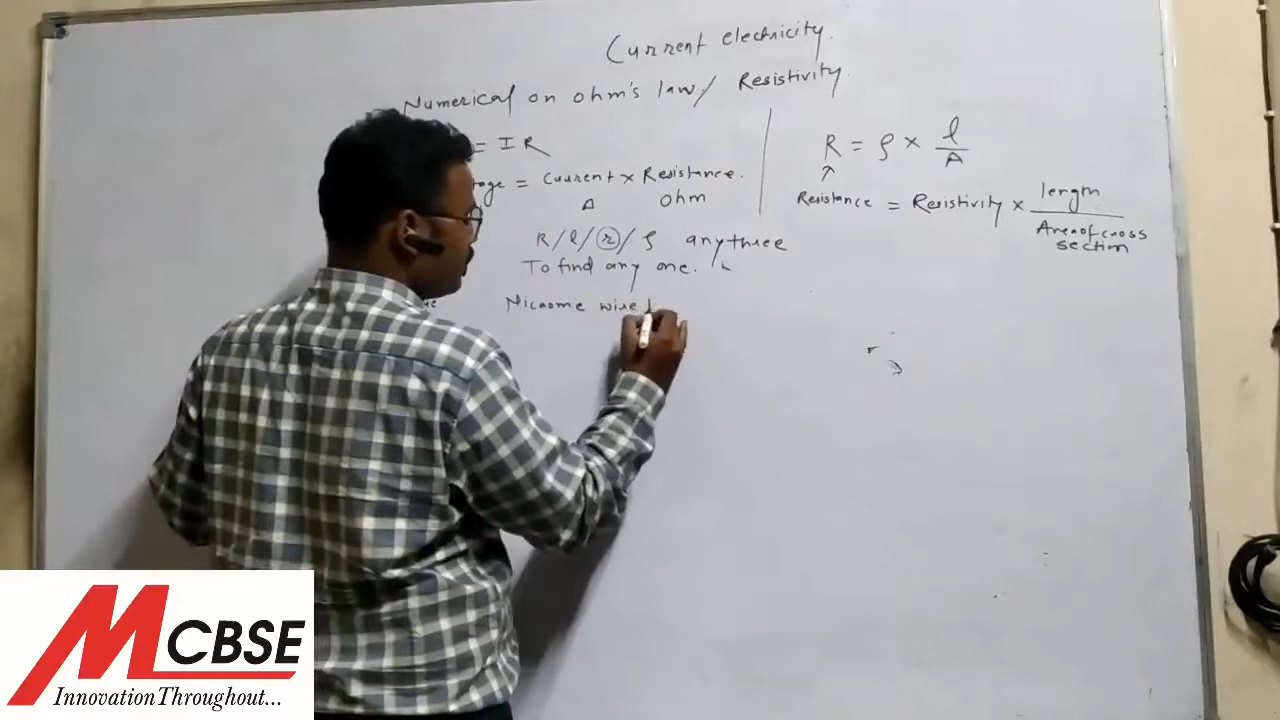 Current electricity.
Numerical on ohm's law/ Resistivity.
= IR
= Current x Resistance.
A ohm
R/l/r/ρ any three
To find any one.
wire
R = ρ × l/A
Resistance = Resistivity × length
Area of cross
section
MCBSE
Innovation Throughout...